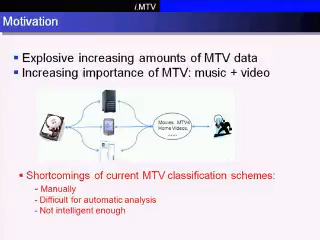 i.MTV
Motivation
Explosive increasing amounts of MTV data
Increasing importance of MTV: music + video
Movies, MTVs
Home Videos,
......
Shortcomings of current MTV classification schemes:
- Manually
- Difficult for automatic analysis
- Not intelligent enough